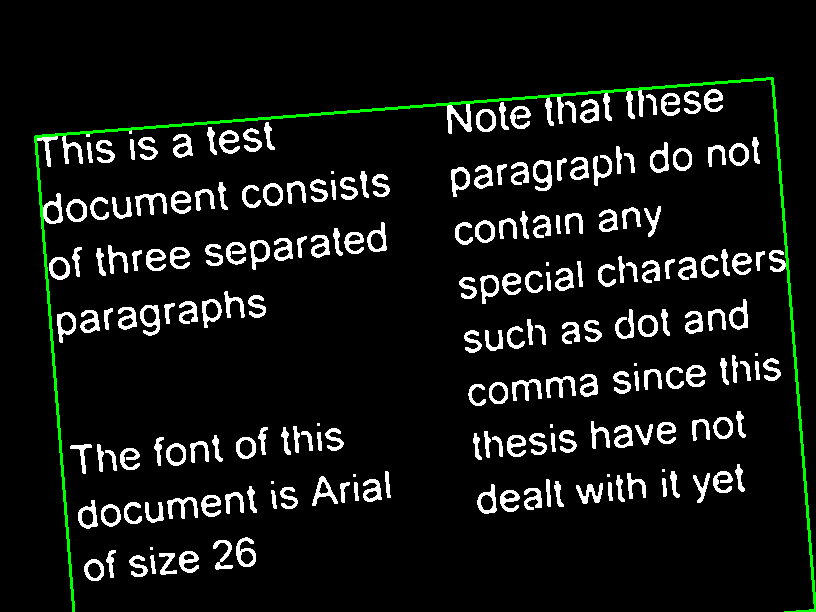 This is a test
document consists
of three separated
paragraphs
The font of this
document is Arial
of size 26
Note that these
paragraph do not
contain any
special characters
such as dot and
comma since this
thesis have not
dealt with it yet